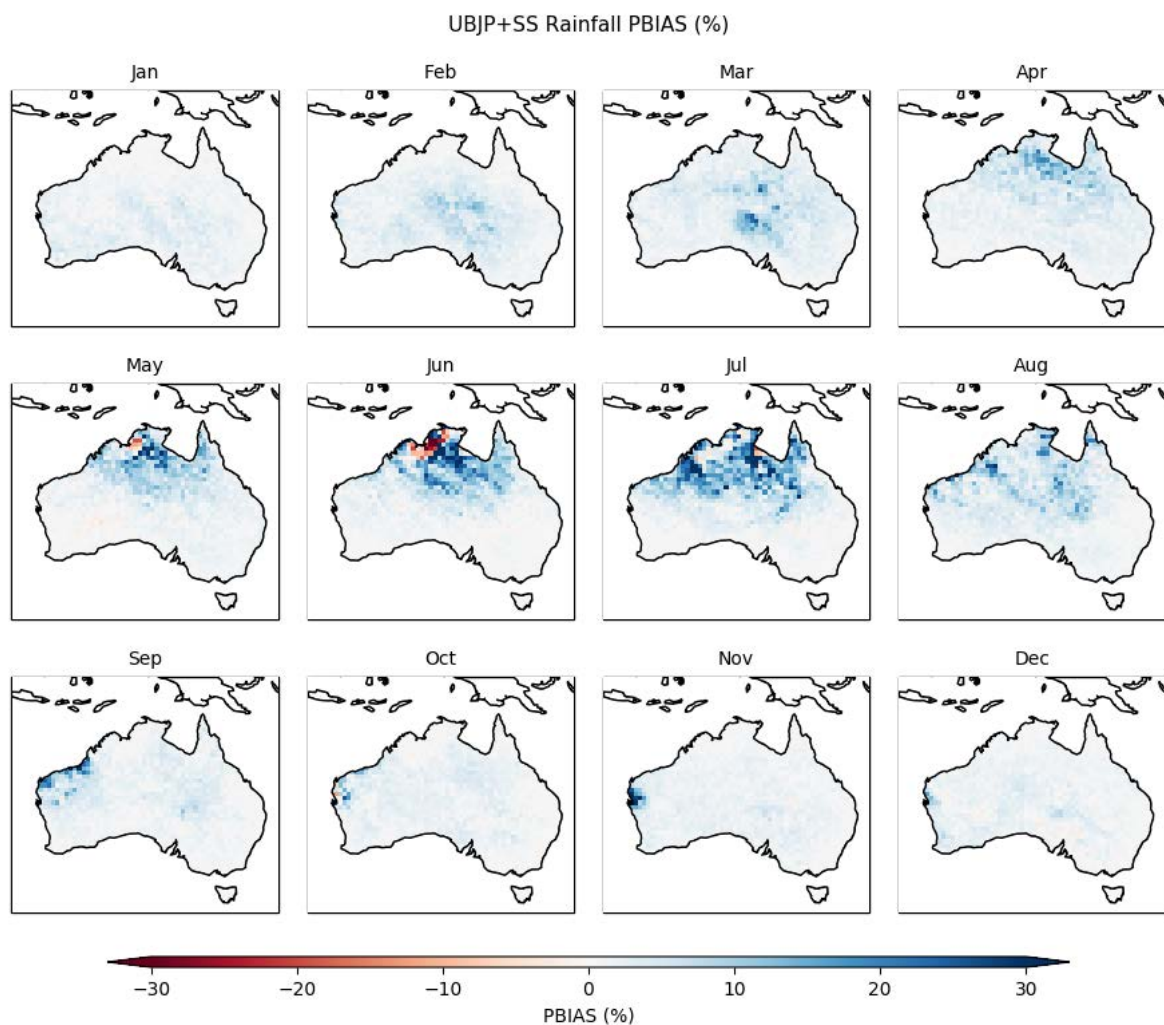 UBJP+SS Rainfall PBIAS (%)
Jan Feb Mar Apr
May Jun Jul Aug
Sep Oct Nov Dec
−30 −20 −10 0 10 20 30
PBIAS (%)